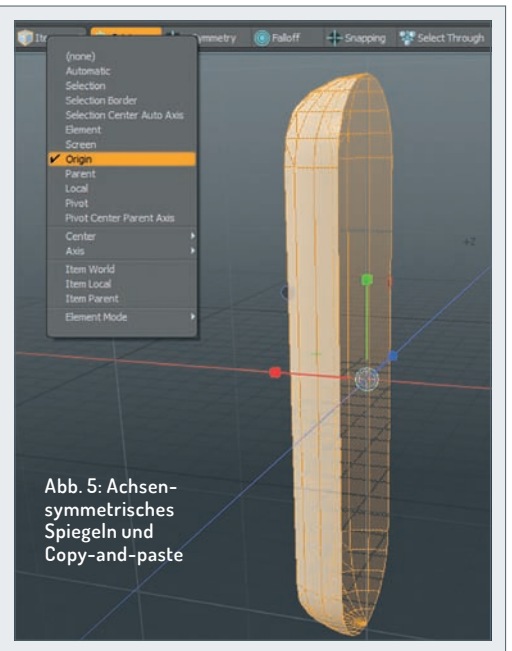 Symmetry Falloff Snapping Select Through
(none)
Automatic
Selection
Selection Border
Selection Center Auto Axis
Element
Screen
Origin
Parent
Local
Pivot
Pivot Center Parent Axis
Center
Axis
Item World
Item Local
Item Parent
Element Mode
+Z
Abb. 5: Achsen-
symmetrisches
Spiegeln und
Copy-and-paste